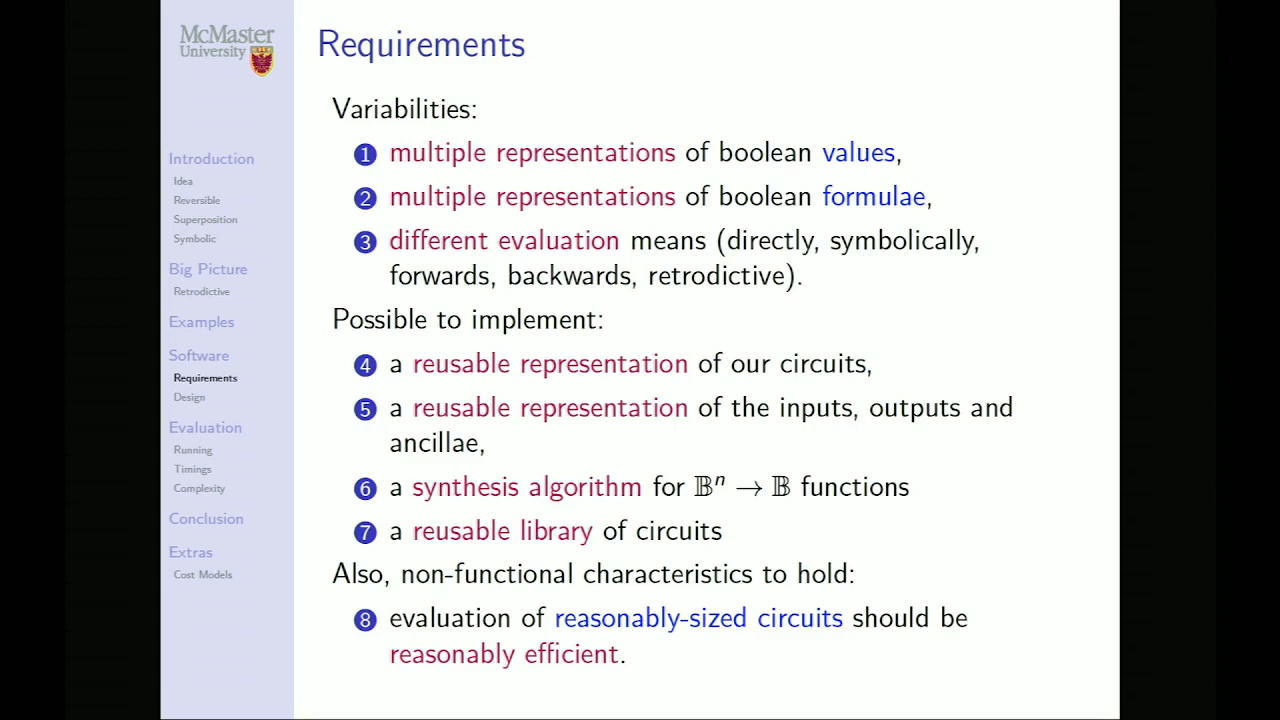 McMaster
University
Introduction
Idea
Reversible
Superposition
Symbolic
Big Picture
Retrodictive
Examples
Software
Requirements
Design
Evaluation
Running
Timings
Complexity
Conclusion
Extras
Cost Models
Requirements
Variabilities:
1 multiple representations of boolean values,
2 multiple representations of boolean formulae,
3 different evaluation means (directly, symbolically,
forwards, backwards, retrodictive).
Possible to implement:
4 a reusable representation of our circuits,
5 a reusable representation of the inputs, outputs and
ancillae,
6 a synthesis algorithm for 𝔹ⁿ → 𝔹 functions
7 a reusable library of circuits
Also, non-functional characteristics to hold:
8 evaluation of reasonably-sized circuits should be
reasonably efficient.